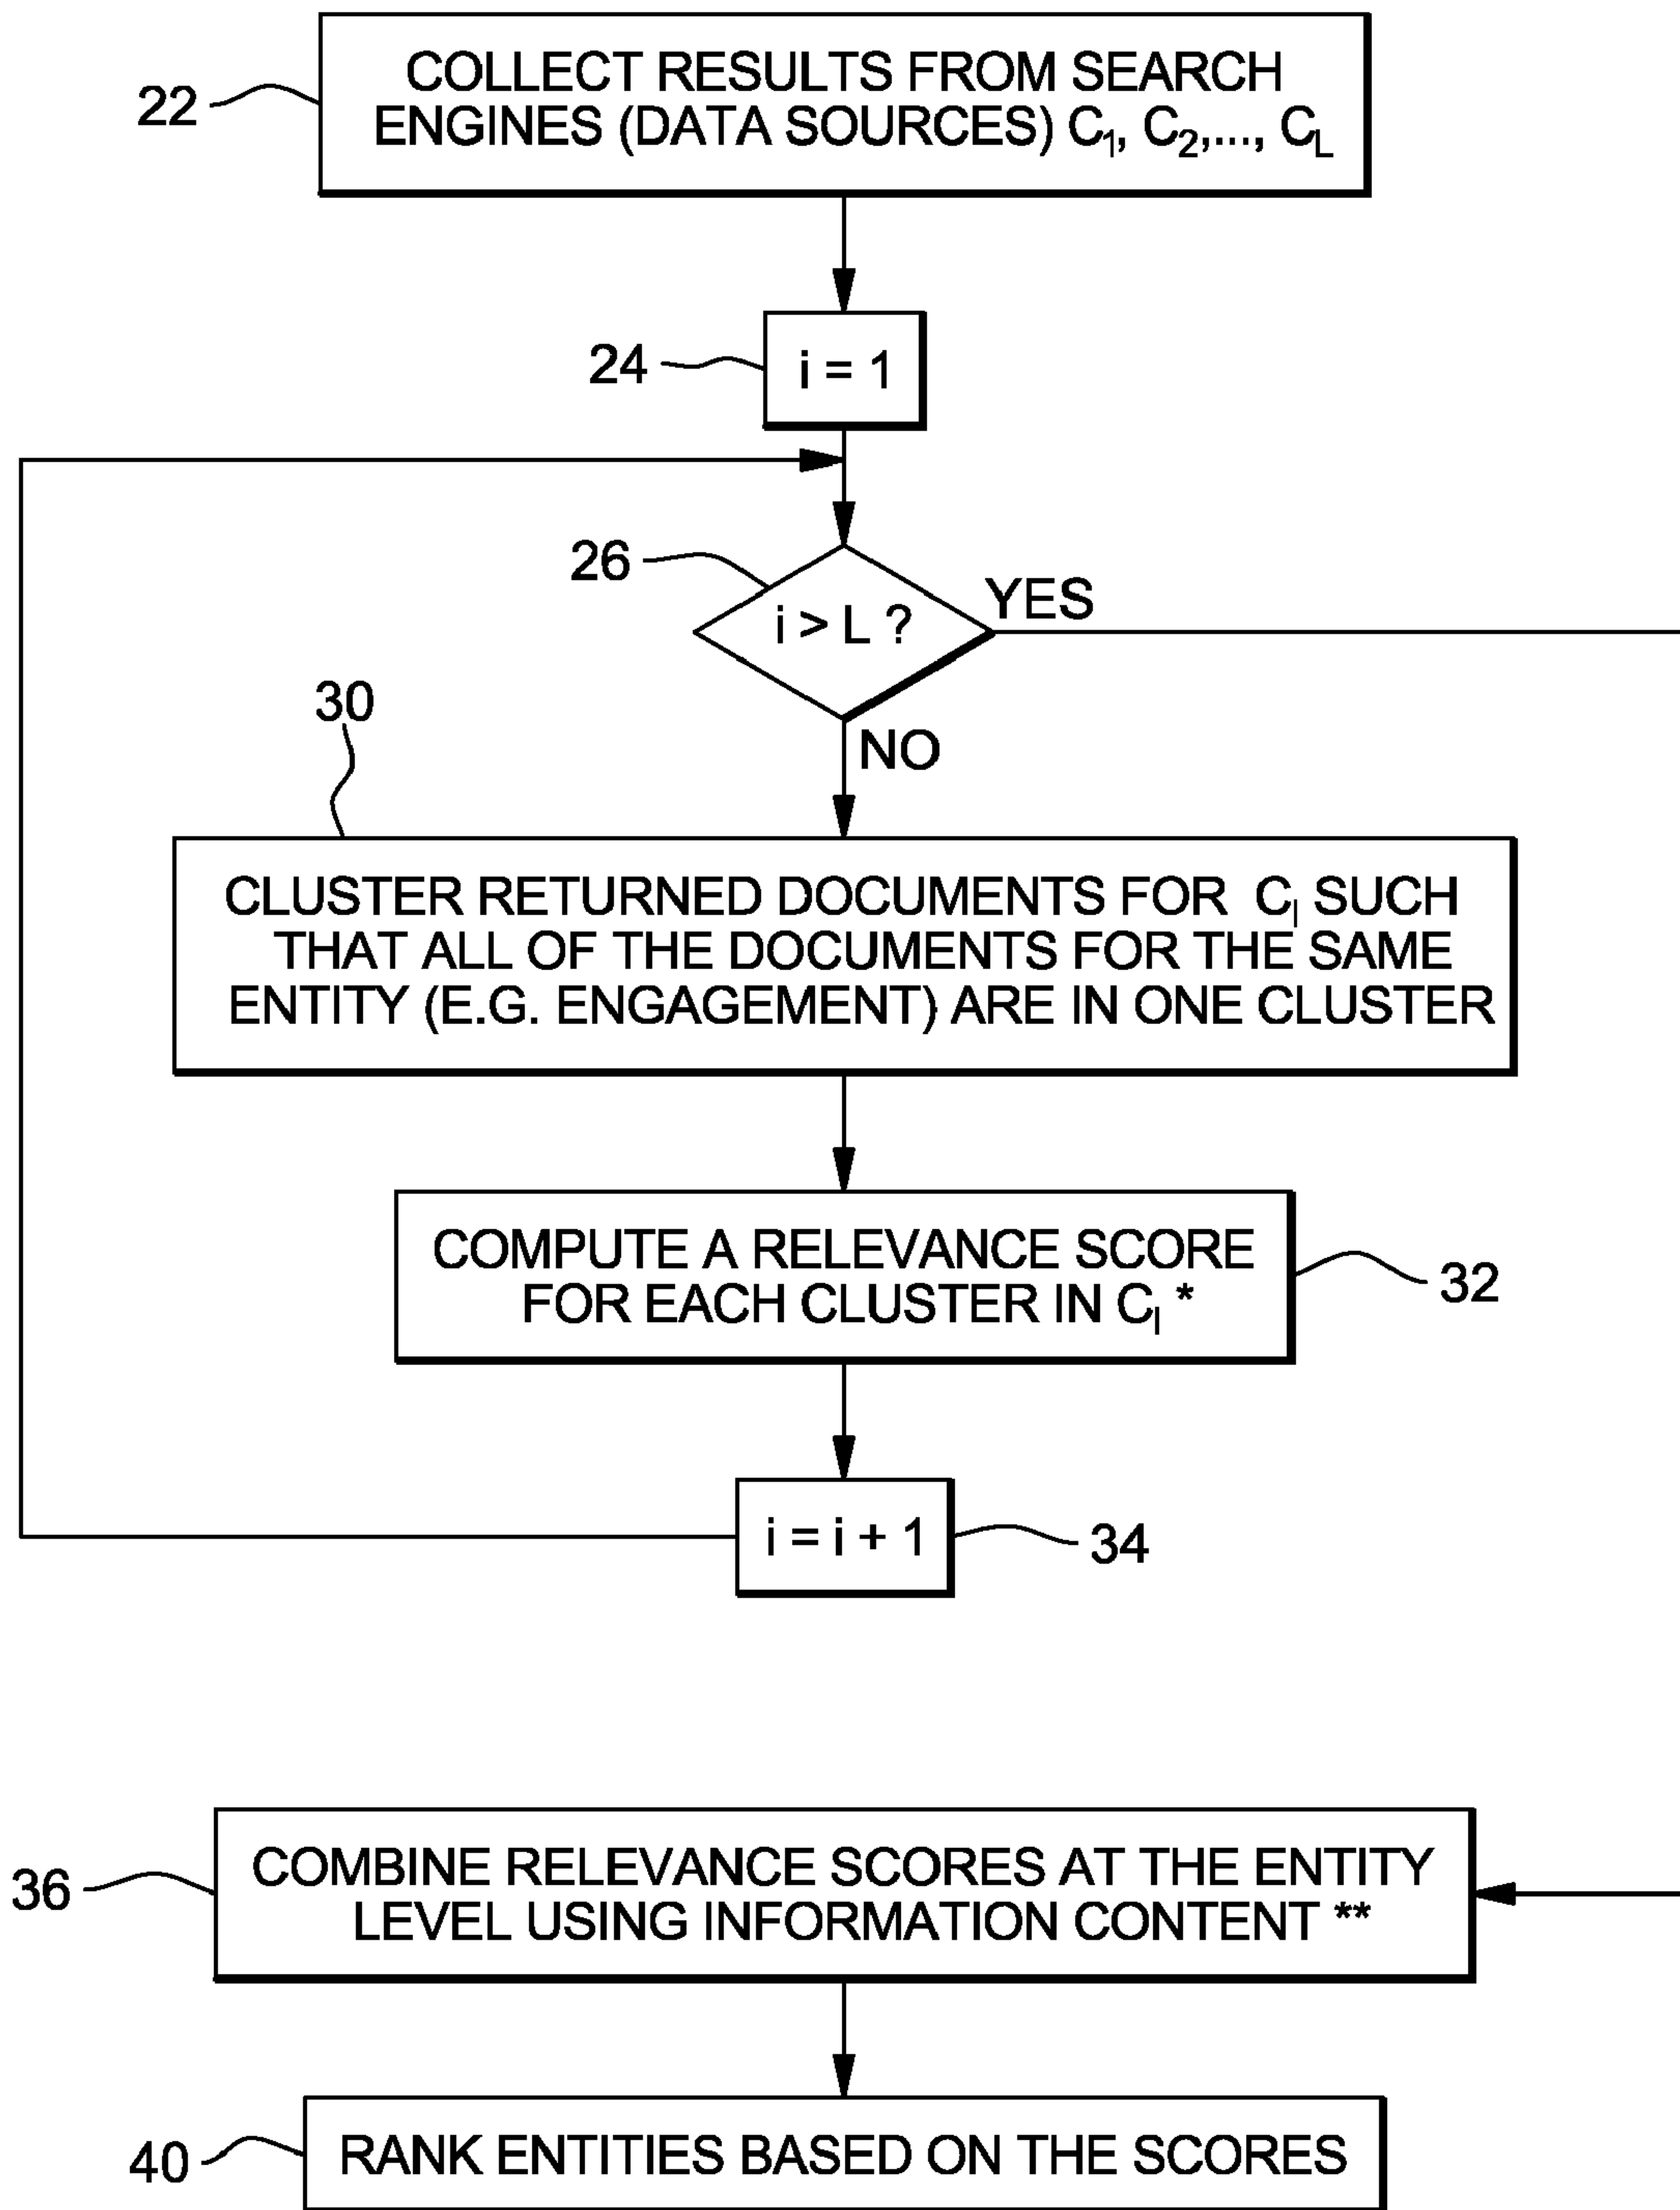 22
COLLECT RESULTS FROM SEARCH
ENGINES (DATA SOURCES) C₁, C₂,..., C_L
24
i = 1
26
i > L ?
YES
NO
30
CLUSTER RETURNED DOCUMENTS FOR C_I SUCH
THAT ALL OF THE DOCUMENTS FOR THE SAME
ENTITY (E.G. ENGAGEMENT) ARE IN ONE CLUSTER
COMPUTE A RELEVANCE SCORE
FOR EACH CLUSTER IN C_I *
32
i = i + 1
34
36
COMBINE RELEVANCE SCORES AT THE ENTITY
LEVEL USING INFORMATION CONTENT **
40
RANK ENTITIES BASED ON THE SCORES